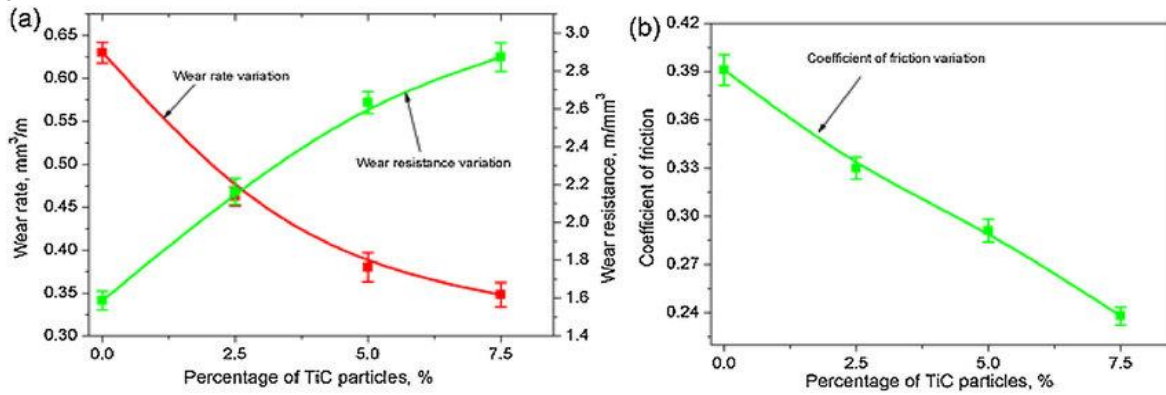 (a)
Wear rate, mm³/m
0.65
0.60
0.55
0.50
0.45
0.40
0.35
0.30
Wear rate variation
Wear resistance variation
3.0
2.8
2.6
2.4
2.2
2.0
1.8
1.6
1.4
Wear resistance, m/mm³
0.0 2.5 5.0 7.5
Percentage of TiC particles, %
(b)
Coefficient of friction
0.42
0.39
0.36
0.33
0.30
0.27
0.24
Coefficient of friction variation
0.0 2.5 5.0 7.5
Percentage of TiC particles, %